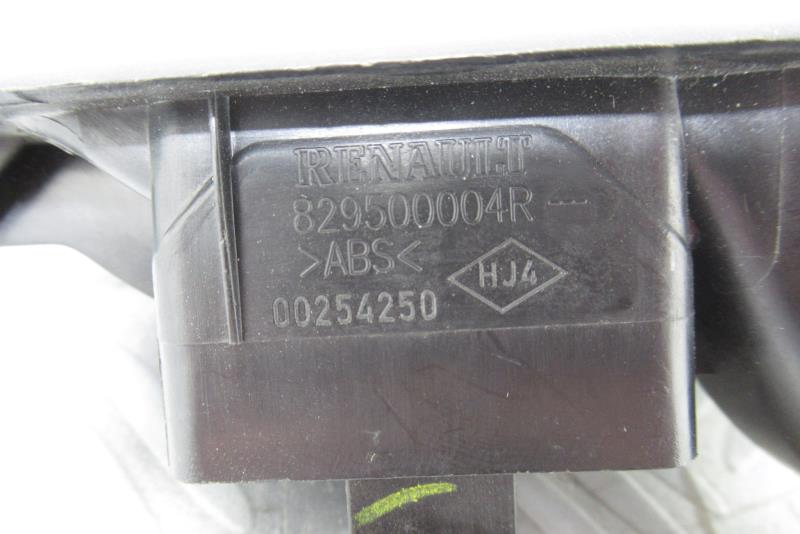 RENAULT
829500004R---
>ABS<
HJ4
00254250